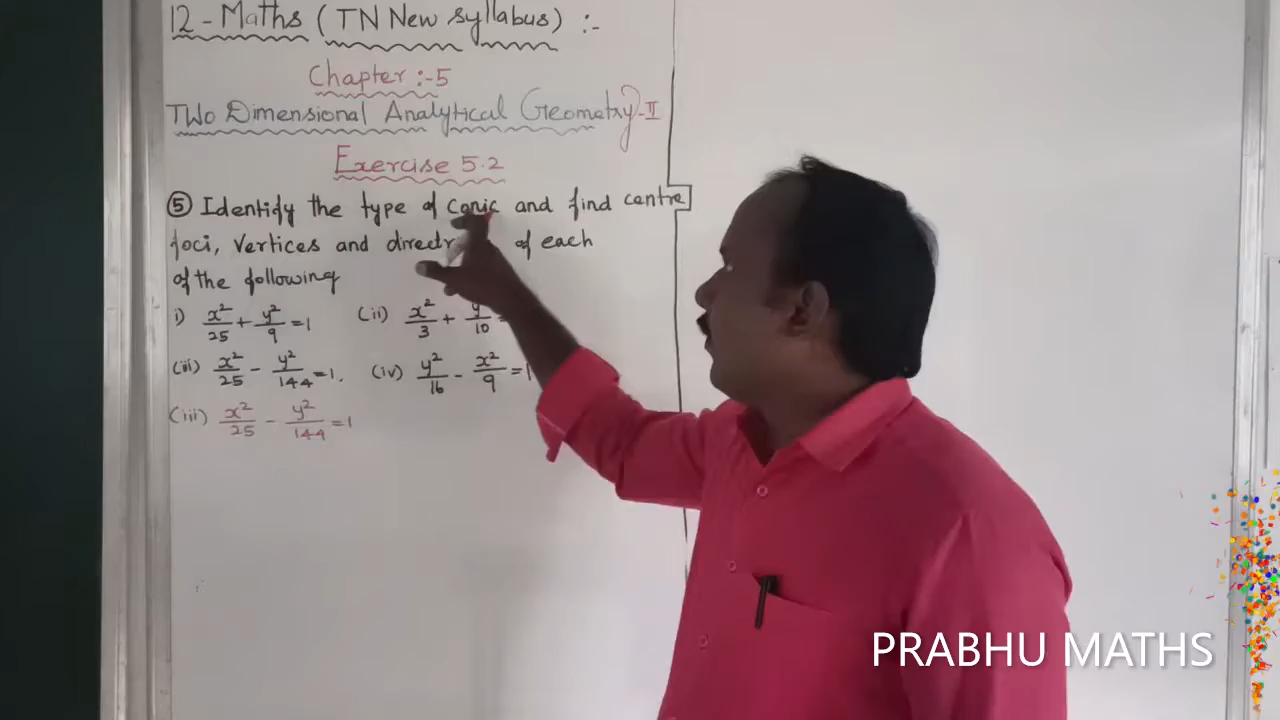 12 - Maths (TN New syllabus) :-
Chapter :-5
TWo Dimensional Analytical Geometry-II
Exercise 5.2
⑤ Identify the type of conic and find centre
foci, Vertices and of each
of the following
i) x²/25 + y²/9 = 1 (ii) x²/3 + y/10 =
(iii) x²/25 - y²/144 = 1. (iv) y²/16 - x²/9 = 1
(iii) x²/25 - y²/144 = 1
PRABHU MATHS